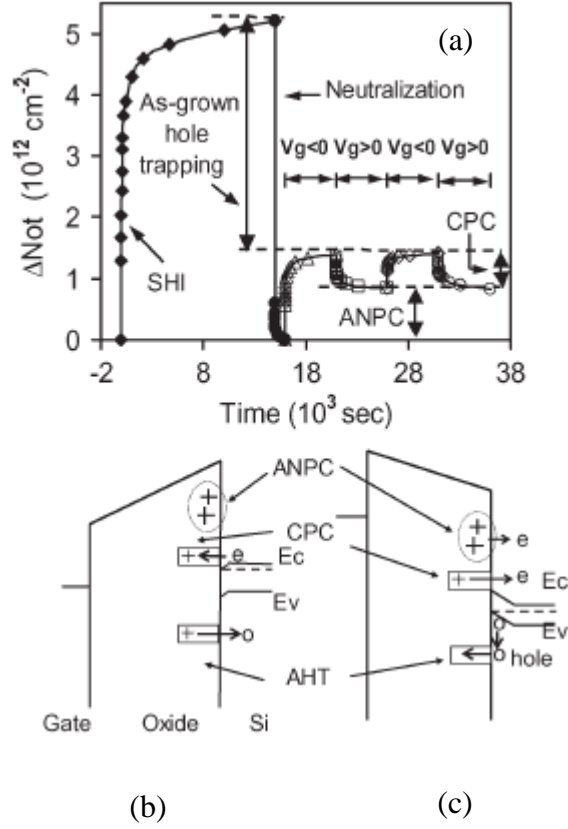 (a)
5
4
3
2
1
0
ΔNot (10¹² cm⁻²)
As-grown
hole
trapping
Neutralization
Vg<0 Vg>0 Vg<0 Vg>0
SHI
CPC
ANPC
-2 8 18 28 38
Time (10³ sec)
ANPC
CPC
e
Ec
Ev
o
AHT
Gate Oxide Si
e
e
Ec
o
Ev
o hole
(b) (c)